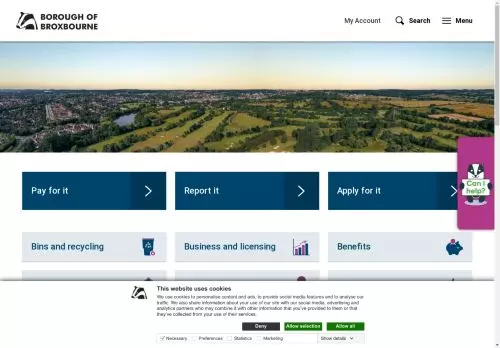 BOROUGH OF
BROXBOURNE
My Account
Search
Menu
Pay for it
Report it
Apply for it
Can I
help?
Bins and recycling
Business and licensing
Benefits
This website uses cookies
We use cookies to personalise content and ads, to provide social media features and to analyse our
traffic. We also share information about your use of our site with our social media, advertising and
analytics partners who may combine it with other information that you've provided to them or that
they've collected from your use of their services.
Deny
Allow selection
Allow all
Necessary
Preferences
Statistics
Marketing
Show details